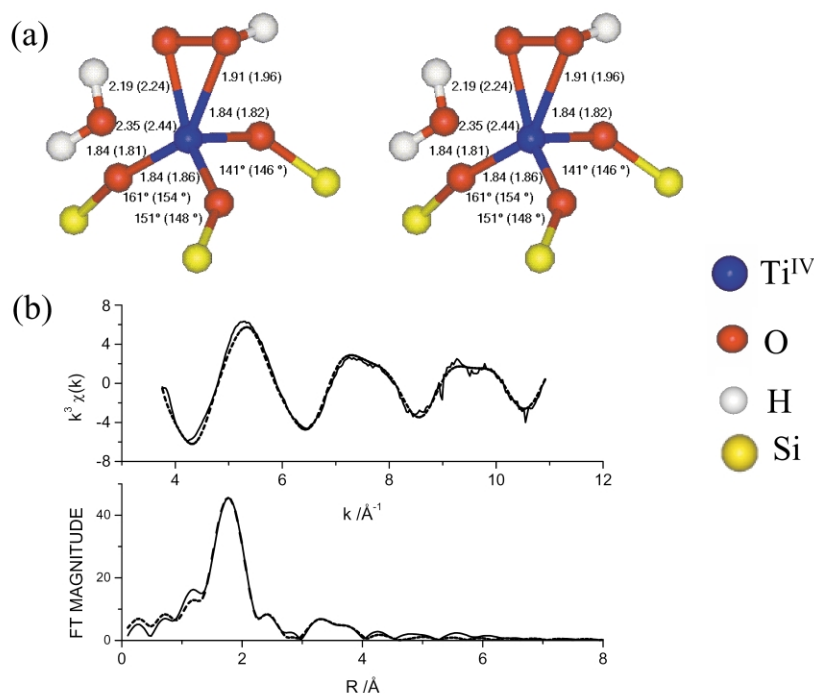 (a)
2.19 (2.24)
1.91 (1.96)
1.84 (1.82)
2.35 (2.44)
1.84 (1.81)
1.84 (1.86)
141° (146 °)
161° (154 °)
151° (148 °)
2.19 (2.24)
1.91 (1.96)
1.84 (1.82)
2.35 (2.44)
1.84 (1.81)
1.84 (1.86)
141° (146 °)
161° (154 °)
151° (148 °)
Ti^IV
O
H
Si
(b)
8
4
0
-4
-8
k³ χ(k)
4 6 8 10 12
k /Å⁻¹
40
20
0
FT MAGNITUDE
0 2 4 6 8
R /Å